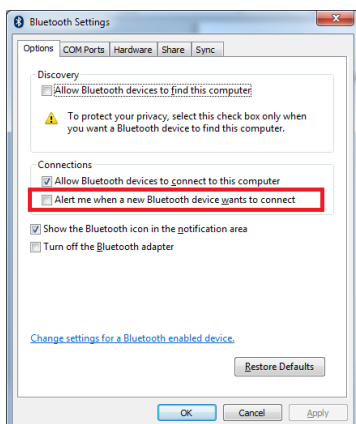 Bluetooth Settings
Options COM Ports Hardware Share Sync
Discovery
Allow Bluetooth devices to find this computer
To protect your privacy, select this check box only when
you want a Bluetooth device to find this computer.
Connections
Allow Bluetooth devices to connect to this computer
Alert me when a new Bluetooth device wants to connect
Show the Bluetooth icon in the notification area
Turn off the Bluetooth adapter
Change settings for a Bluetooth enabled device.
Restore Defaults
OK Cancel Apply